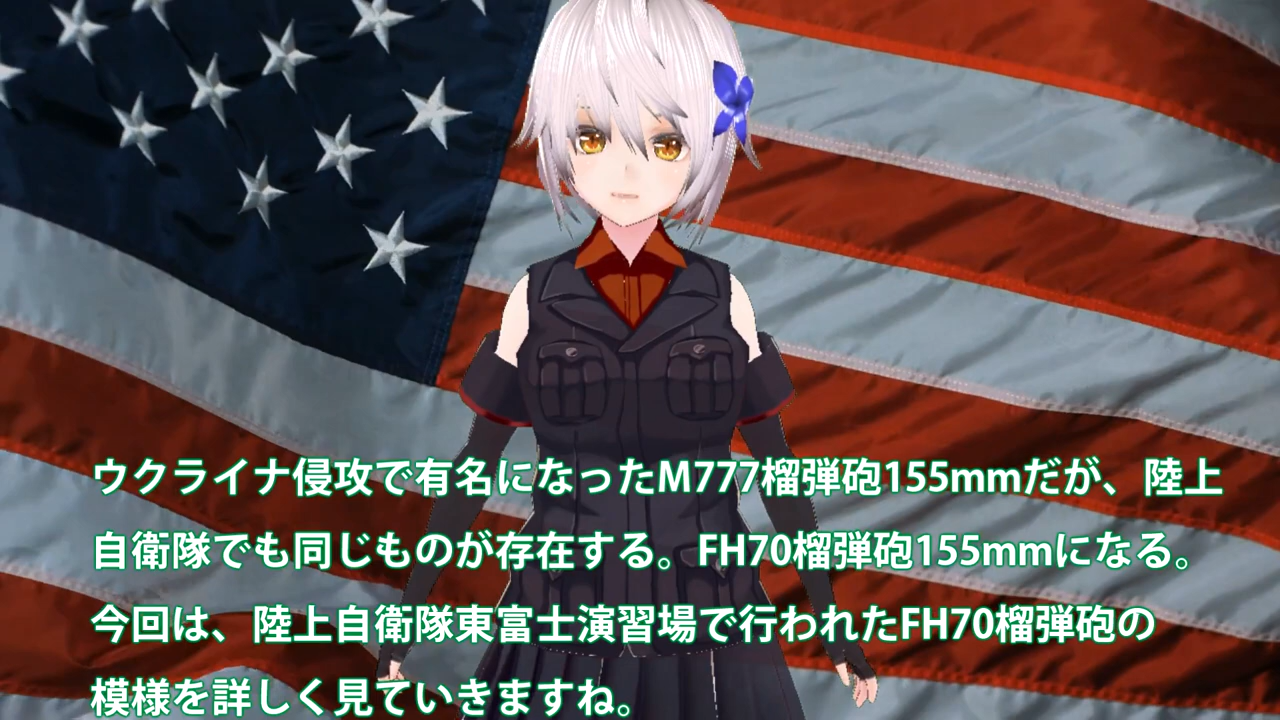 ウクライナ侵攻で有名になったM777榴弾砲155mmだが、陸上
自衛隊でも同じものが存在する。FH70榴弾砲155mmになる。
今回は、陸上自衛隊東富士演習場で行われたFH70榴弾砲の
模様を詳しく見ていきますね。